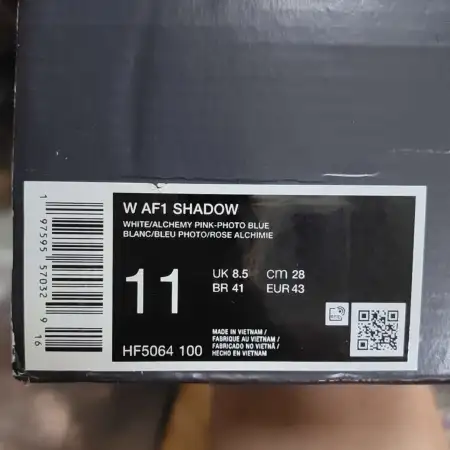 W AF1 SHADOW
WHITE/ALCHEMY PINK-PHOTO BLUE
BLANC/BLEU PHOTO/ROSE ALCHIMIE
11
UK 8.5 cm 28
BR 41 EUR 43
HF5064 100
MADE IN VIETNAM /
FABRIQUE AU VIETNAM /
FABRICADO NO VIETNÃ /
HECHO EN VIETNAM
1 97595 57032 9 16